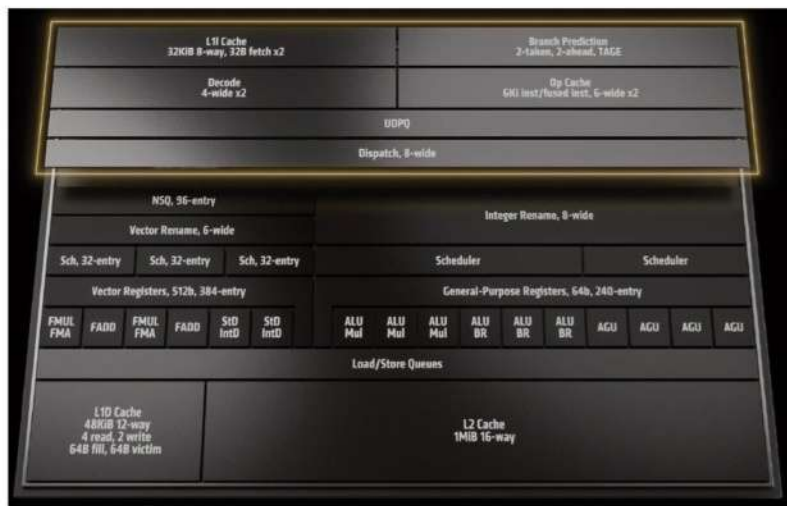 L1I Cache
32KiB 8-way, 32B fetch x2
Branch Prediction
2-taken, 2-ahead, TAGE
Decode
4-wide x2
Op Cache
6Ki inst/fused inst, 6-wide x2
UOPQ
Dispatch, 8-wide
NSQ, 96-entry
Vector Rename, 6-wide
Integer Rename, 8-wide
Sch, 32-entry
Sch, 32-entry
Sch, 32-entry
Scheduler
Scheduler
Vector Registers, 512b, 384-entry
General-Purpose Registers, 64b, 240-entry
FMUL
FMA
FADD
FMUL
FMA
FADD
StD
IntD
StD
IntD
ALU
Mul
ALU
Mul
ALU
Mul
ALU
BR
ALU
BR
ALU
BR
AGU
AGU
AGU
AGU
Load/Store Queues
L1D Cache
48KiB 12-way
4 read, 2 write
64B fill, 64B victim
L2 Cache
1MiB 16-way